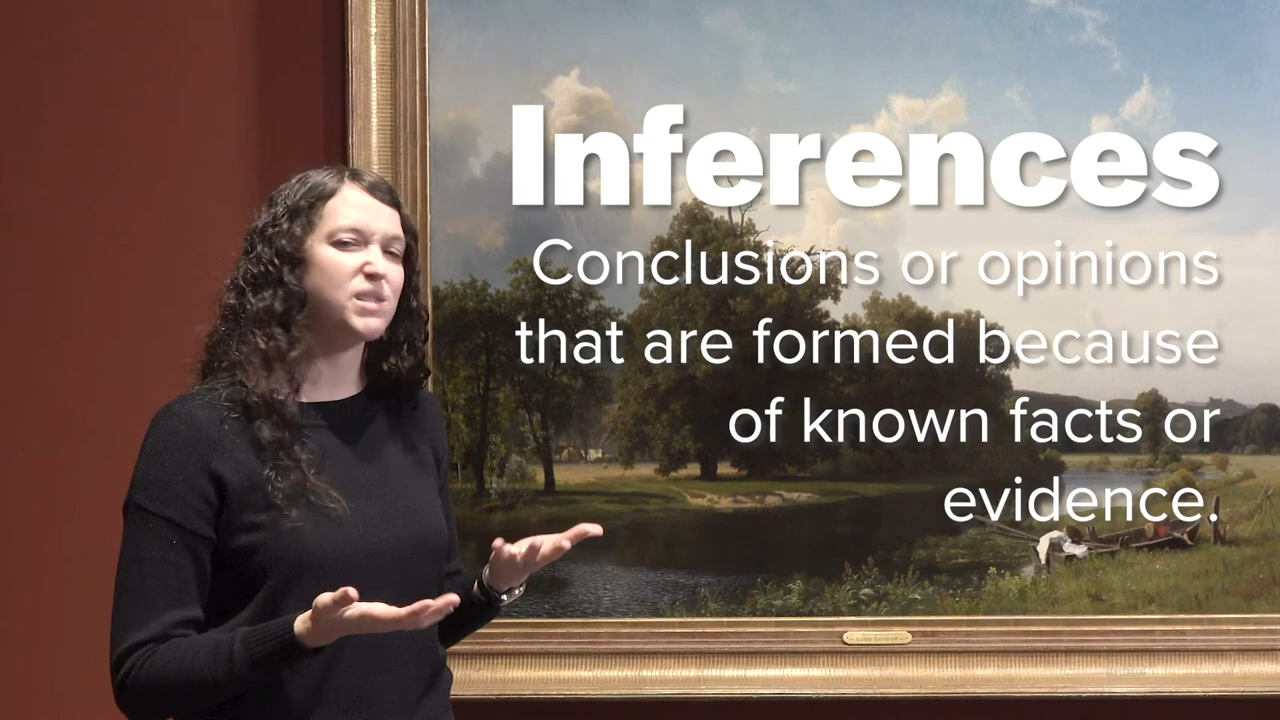 Inferences
Conclusions or opinions
that are formed because
of known facts or
evidence.